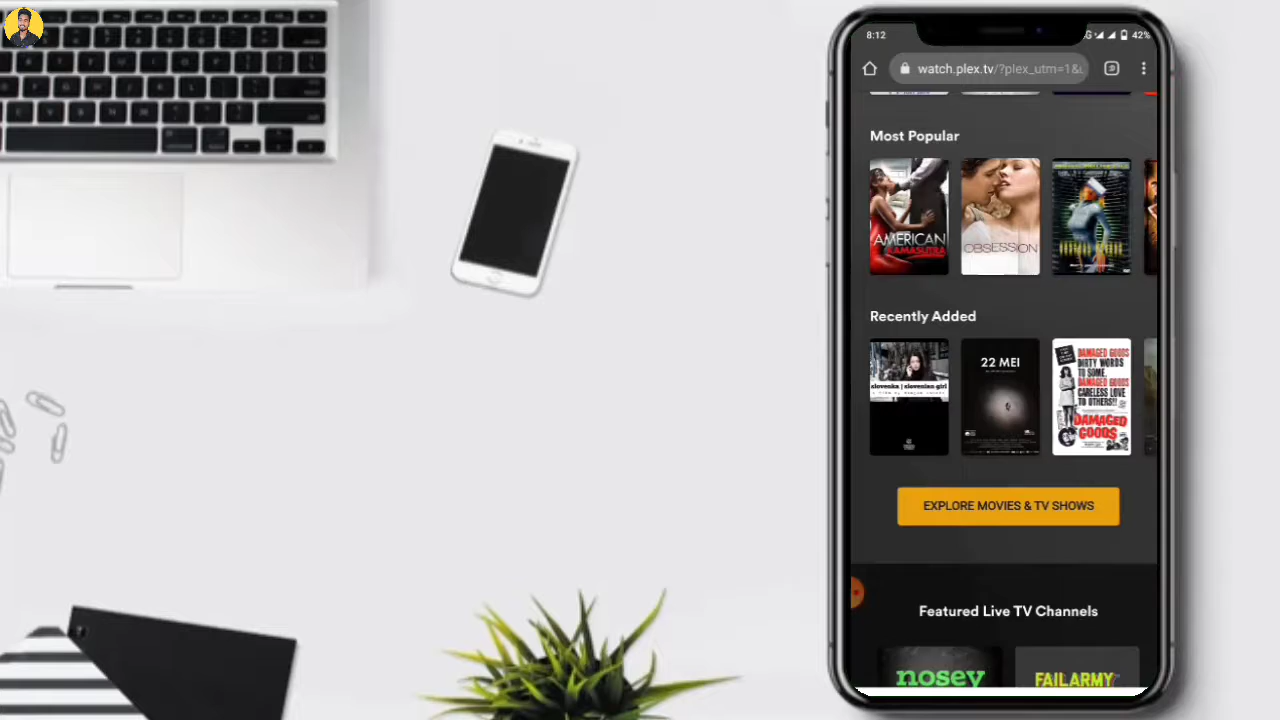 8:12
42%
watch.plex.tv/?plex_utm=1&
Most Popular
AMERICAN
KAMASUTRA
OBSESSION
Recently Added
slovenka | slovenian girl
22 MEI
DAMAGED GOODS
DIRTY WORDS
TO SOME,
DAMAGED GOODS
CARELESS LOVE
TO OTHERS!!
DAMAGED
GOODS
EXPLORE MOVIES & TV SHOWS
Featured Live TV Channels
nosey
FAILARMY